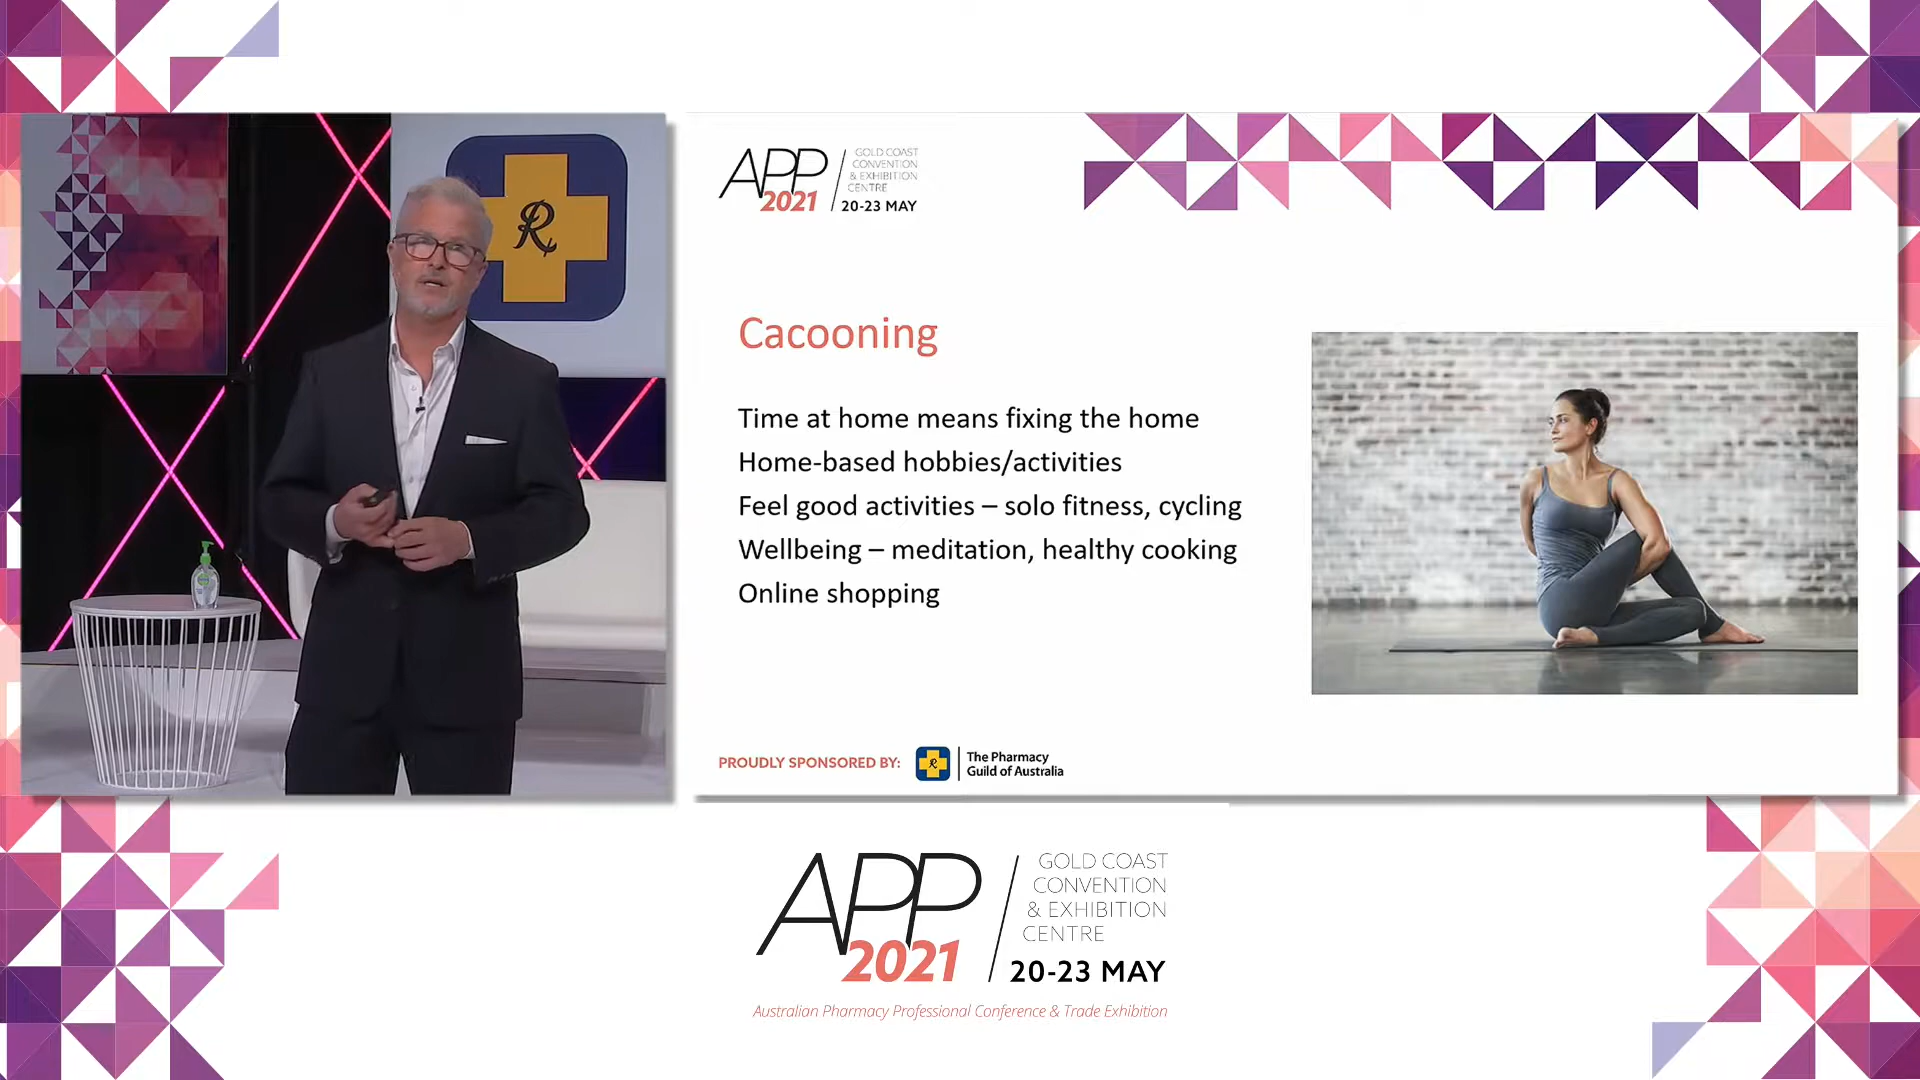 APP
2021
GOLD COAST
CONVENTION
& EXHIBITION
CENTRE
20-23 MAY
Cacooning
Time at home means fixing the home
Home-based hobbies/activities
Feel good activities – solo fitness, cycling
Wellbeing – meditation, healthy cooking
Online shopping
PROUDLY SPONSORED BY:
The Pharmacy
Guild of Australia
APP
2021
GOLD COAST
CONVENTION
& EXHIBITION
CENTRE
20-23 MAY
Australian Pharmacy Professional Conference & Trade Exhibition